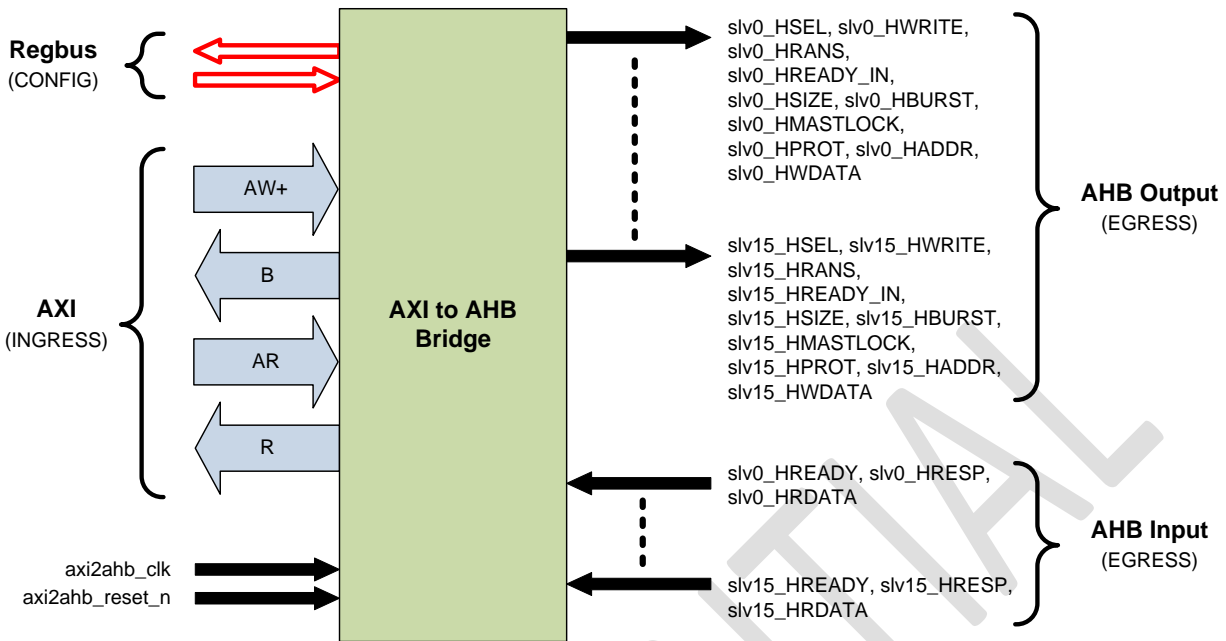 Regbus
(CONFIG)
AXI
(INGRESS)
AW+
B
AR
R
axi2ahb_clk
axi2ahb_reset_n
AXI to AHB
Bridge
slv0_HSEL, slv0_HWRITE,
slv0_HRANS,
slv0_HREADY_IN,
slv0_HSIZE, slv0_HBURST,
slv0_HMASTLOCK,
slv0_HPROT, slv0_HADDR,
slv0_HWDATA
slv15_HSEL, slv15_HWRITE,
slv15_HRANS,
slv15_HREADY_IN,
slv15_HSIZE, slv15_HBURST,
slv15_HMASTLOCK,
slv15_HPROT, slv15_HADDR,
slv15_HWDATA
AHB Output
(EGRESS)
slv0_HREADY, slv0_HRESP,
slv0_HRDATA
slv15_HREADY, slv15_HRESP,
slv15_HRDATA
AHB Input
(EGRESS)
NTIAL